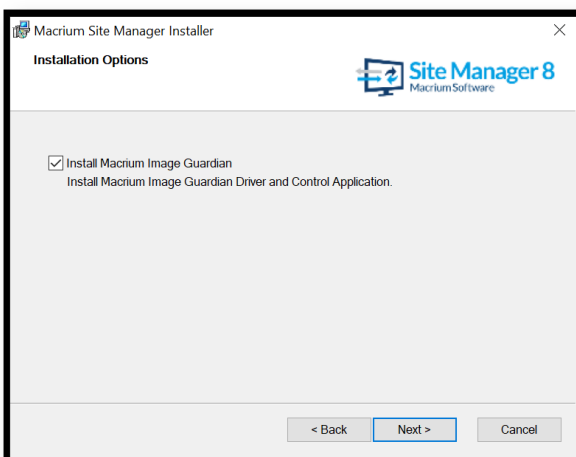 Macrium Site Manager Installer
Installation Options
Site Manager 8
Macrium Software
Install Macrium Image Guardian
Install Macrium Image Guardian Driver and Control Application.
< Back
Next >
Cancel